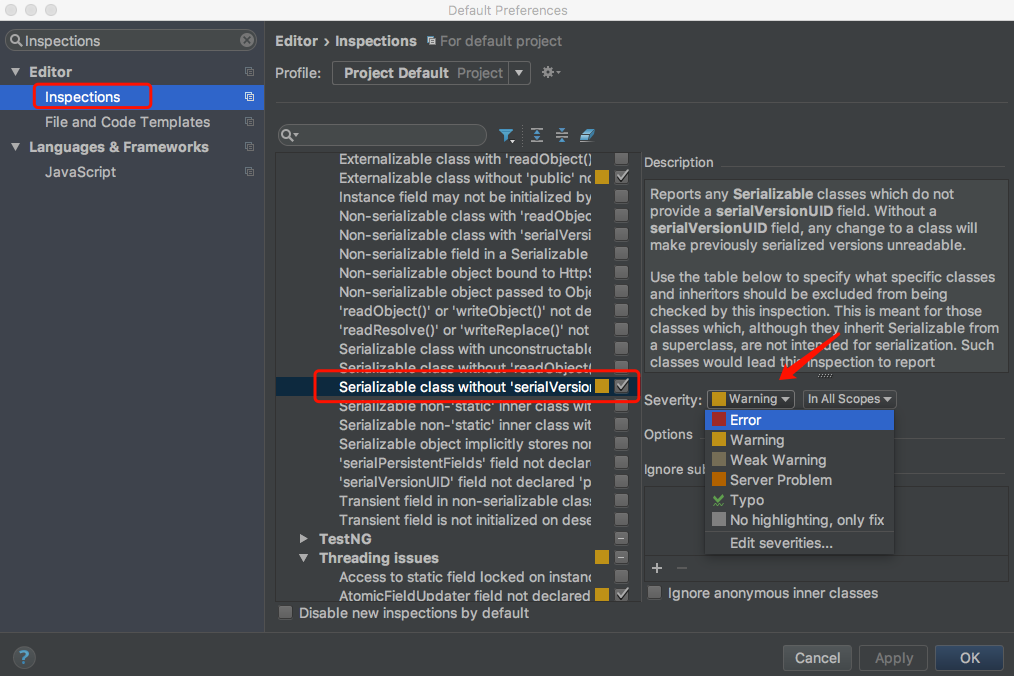 Default Preferences
Inspections
Editor
Inspections
File and Code Templates
Languages & Frameworks
JavaScript
Editor › Inspections For default project
Profile: Project Default Project
Externalizable class with 'readObject()
Externalizable class without 'public' no
Instance field may not be initialized by
Non-serializable class with 'readObjec
Non-serializable class with 'serialVersi
Non-serializable field in a Serializable
Non-serializable object bound to HttpS
Non-serializable object passed to Obje
'readObject()' or 'writeObject()' not de
'readResolve()' or 'writeReplace()' not
Serializable class with unconstructable
Serializable class without 'readObject(
Serializable class without 'serialVersion
Serializable non-'static' inner class wit
Serializable non-'static' inner class wit
Serializable object implicitly stores non
'serialPersistentFields' field not declare
'serialVersionUID' field not declared 'p
Transient field in non-serializable class
Transient field is not initialized on dese
TestNG
Threading issues
Access to static field locked on instanc
AtomicFieldUpdater field not declared
Disable new inspections by default
Description
Reports any Serializable classes which do not
provide a serialVersionUID field. Without a
serialVersionUID field, any change to a class will
make previously serialized versions unreadable.
Use the table below to specify what specific classes
and inheritors should be excluded from being
checked by this inspection. This is meant for those
classes which, although they inherit Serializable from
a superclass, are not intended for serialization. Such
classes would lead this inspection to report
Severity: Warning In All Scopes
Error
Warning
Weak Warning
Server Problem
Typo
No highlighting, only fix
Edit severities...
Options
Ignore sub
+ −
Ignore anonymous inner classes
?
Cancel
Apply
OK